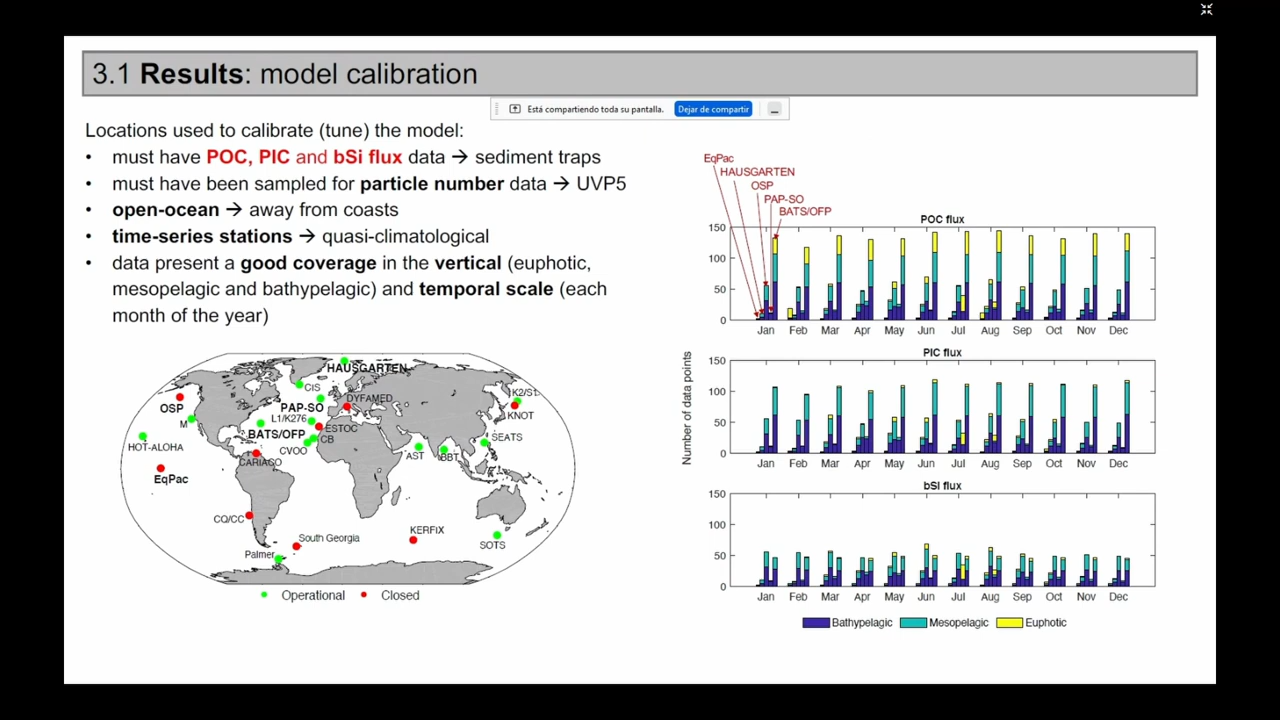 3.1 Results: model calibration
Está compartiendo toda su pantalla. Dejar de compartir
Locations used to calibrate (tune) the model:
• must have POC, PIC and bSi flux data → sediment traps
• must have been sampled for particle number data → UVP5
• open-ocean → away from coasts
• time-series stations → quasi-climatological
• data present a good coverage in the vertical (euphotic,
mesopelagic and bathypelagic) and temporal scale (each
month of the year)
HAUSGARTEN
CIS
OSP
PAP-SO
DYFAMED
K2/S1
KNOT
M
L1/K276
ESTOC
BATS/OFP
CB
SEATS
HOT-ALOHA
CVOO
CARIACO
AST
BBT
EqPac
CQ/CC
South Georgia
KERFIX
SOTS
Palmer
Operational
Closed
EqPac
HAUSGARTEN
OSP
PAP-SO
BATS/OFP
POC flux
150
100
50
0
Jan Feb Mar Apr May Jun Jul Aug Sep Oct Nov Dec
PIC flux
150
100
50
0
Jan Feb Mar Apr May Jun Jul Aug Sep Oct Nov Dec
Number of data points
bSi flux
150
100
50
0
Jan Feb Mar Apr May Jun Jul Aug Sep Oct Nov Dec
Bathypelagic Mesopelagic Euphotic